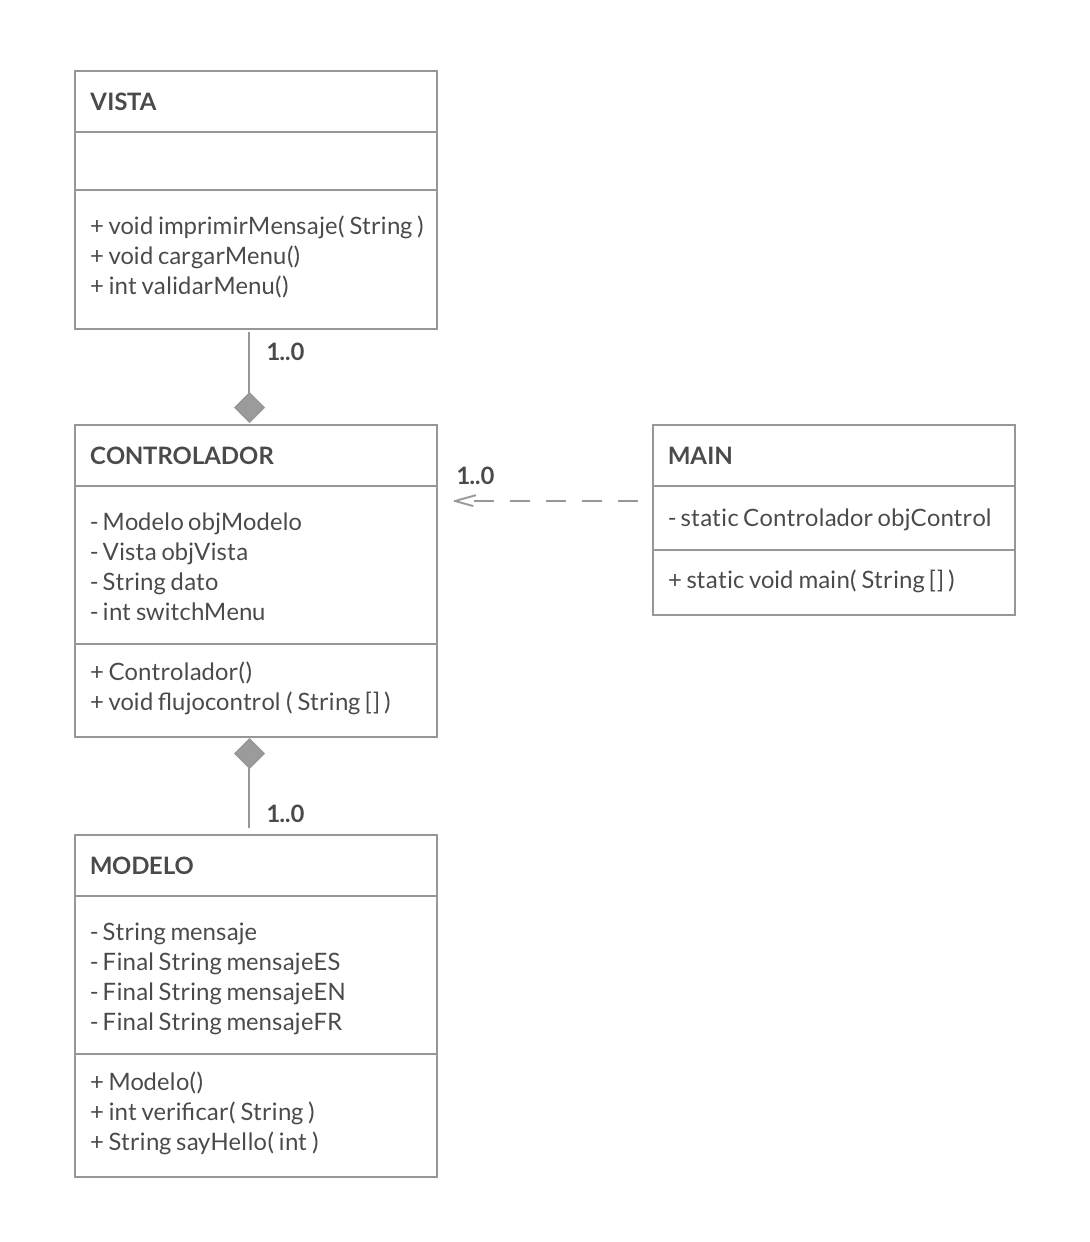 VISTA
+ void imprimirMensaje( String )
+ void cargarMenu()
+ int validarMenu()
1..0
CONTROLADOR
- Modelo objModelo
- Vista objVista
- String dato
- int switchMenu
+ Controlador()
+ void flujocontrol ( String [] )
1..0
MAIN
- static Controlador objControl
+ static void main( String [] )
1..0
MODELO
- String mensaje
- Final String mensajeES
- Final String mensajeEN
- Final String mensajeFR
+ Modelo()
+ int verificar( String )
+ String sayHello( int )